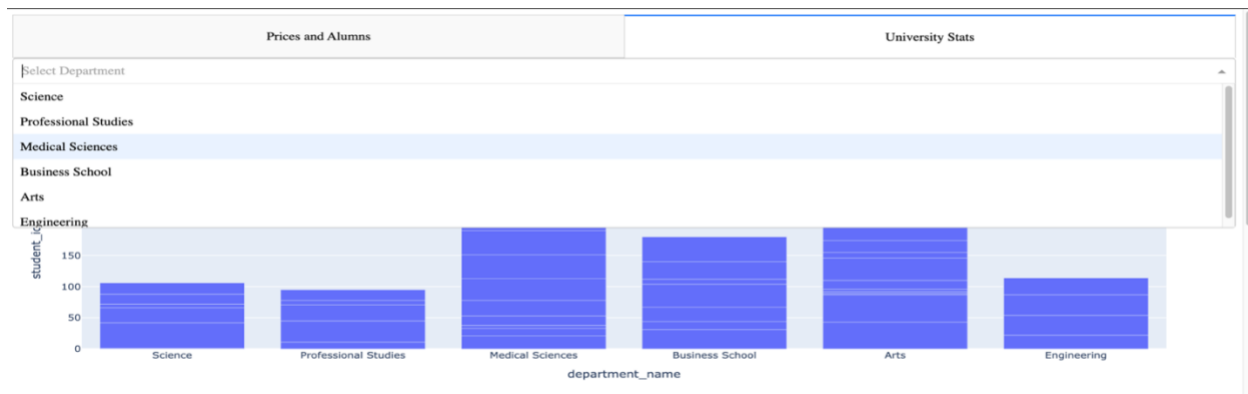 Prices and Alumns
University Stats
Select Department
Science
Professional Studies
Medical Sciences
Business School
Arts
Engineering
150
100
50
0
Science Professional Studies Medical Sciences Business School Arts Engineering
department_name